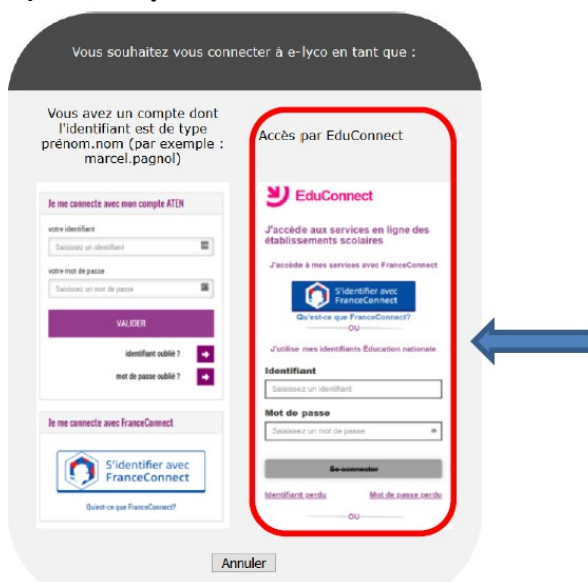 Vous souhaitez vous connecter à e-lyco en tant que :
Vous avez un compte dont
l'identifiant est de type
prénom.nom (par exemple :
marcel.pagnol)
Je me connecte avec mon compte ATEN
votre identifiant
Saisissez un identifiant
votre mot de passe
Saisissez un mot de passe
VALIDER
identifiant oublié ?
mot de passe oublié ?
Je me connecte avec FranceConnect
S'identifier avec
FranceConnect
Qu'est-ce que FranceConnect?
Accès par EduConnect
EduConnect
J'accède aux services en ligne des
établissements scolaires
J'accède à mes services avec FranceConnect
S'identifier avec
FranceConnect
Qu'est-ce que FranceConnect?
OU
J'utilise mes identifiants Éducation nationale
Identifiant
Saisissez un identifiant
Mot de passe
Saisissez un mot de passe
Se connecter
Identifiant perdu
Mot de passe perdu
OU
Annuler